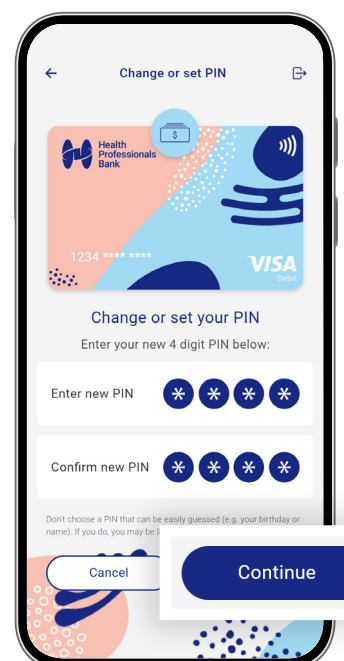 Change or set PIN
$
Health
Professionals
Bank
1234 **** ****
VISA
Debit
Change or set your PIN
Enter your new 4 digit PIN below:
Enter new PIN * * * *
Confirm new PIN * * * *
Don't choose a PIN that can be easily guessed (e.g. your birthday or
name). If you do, you may be
Cancel
Continue